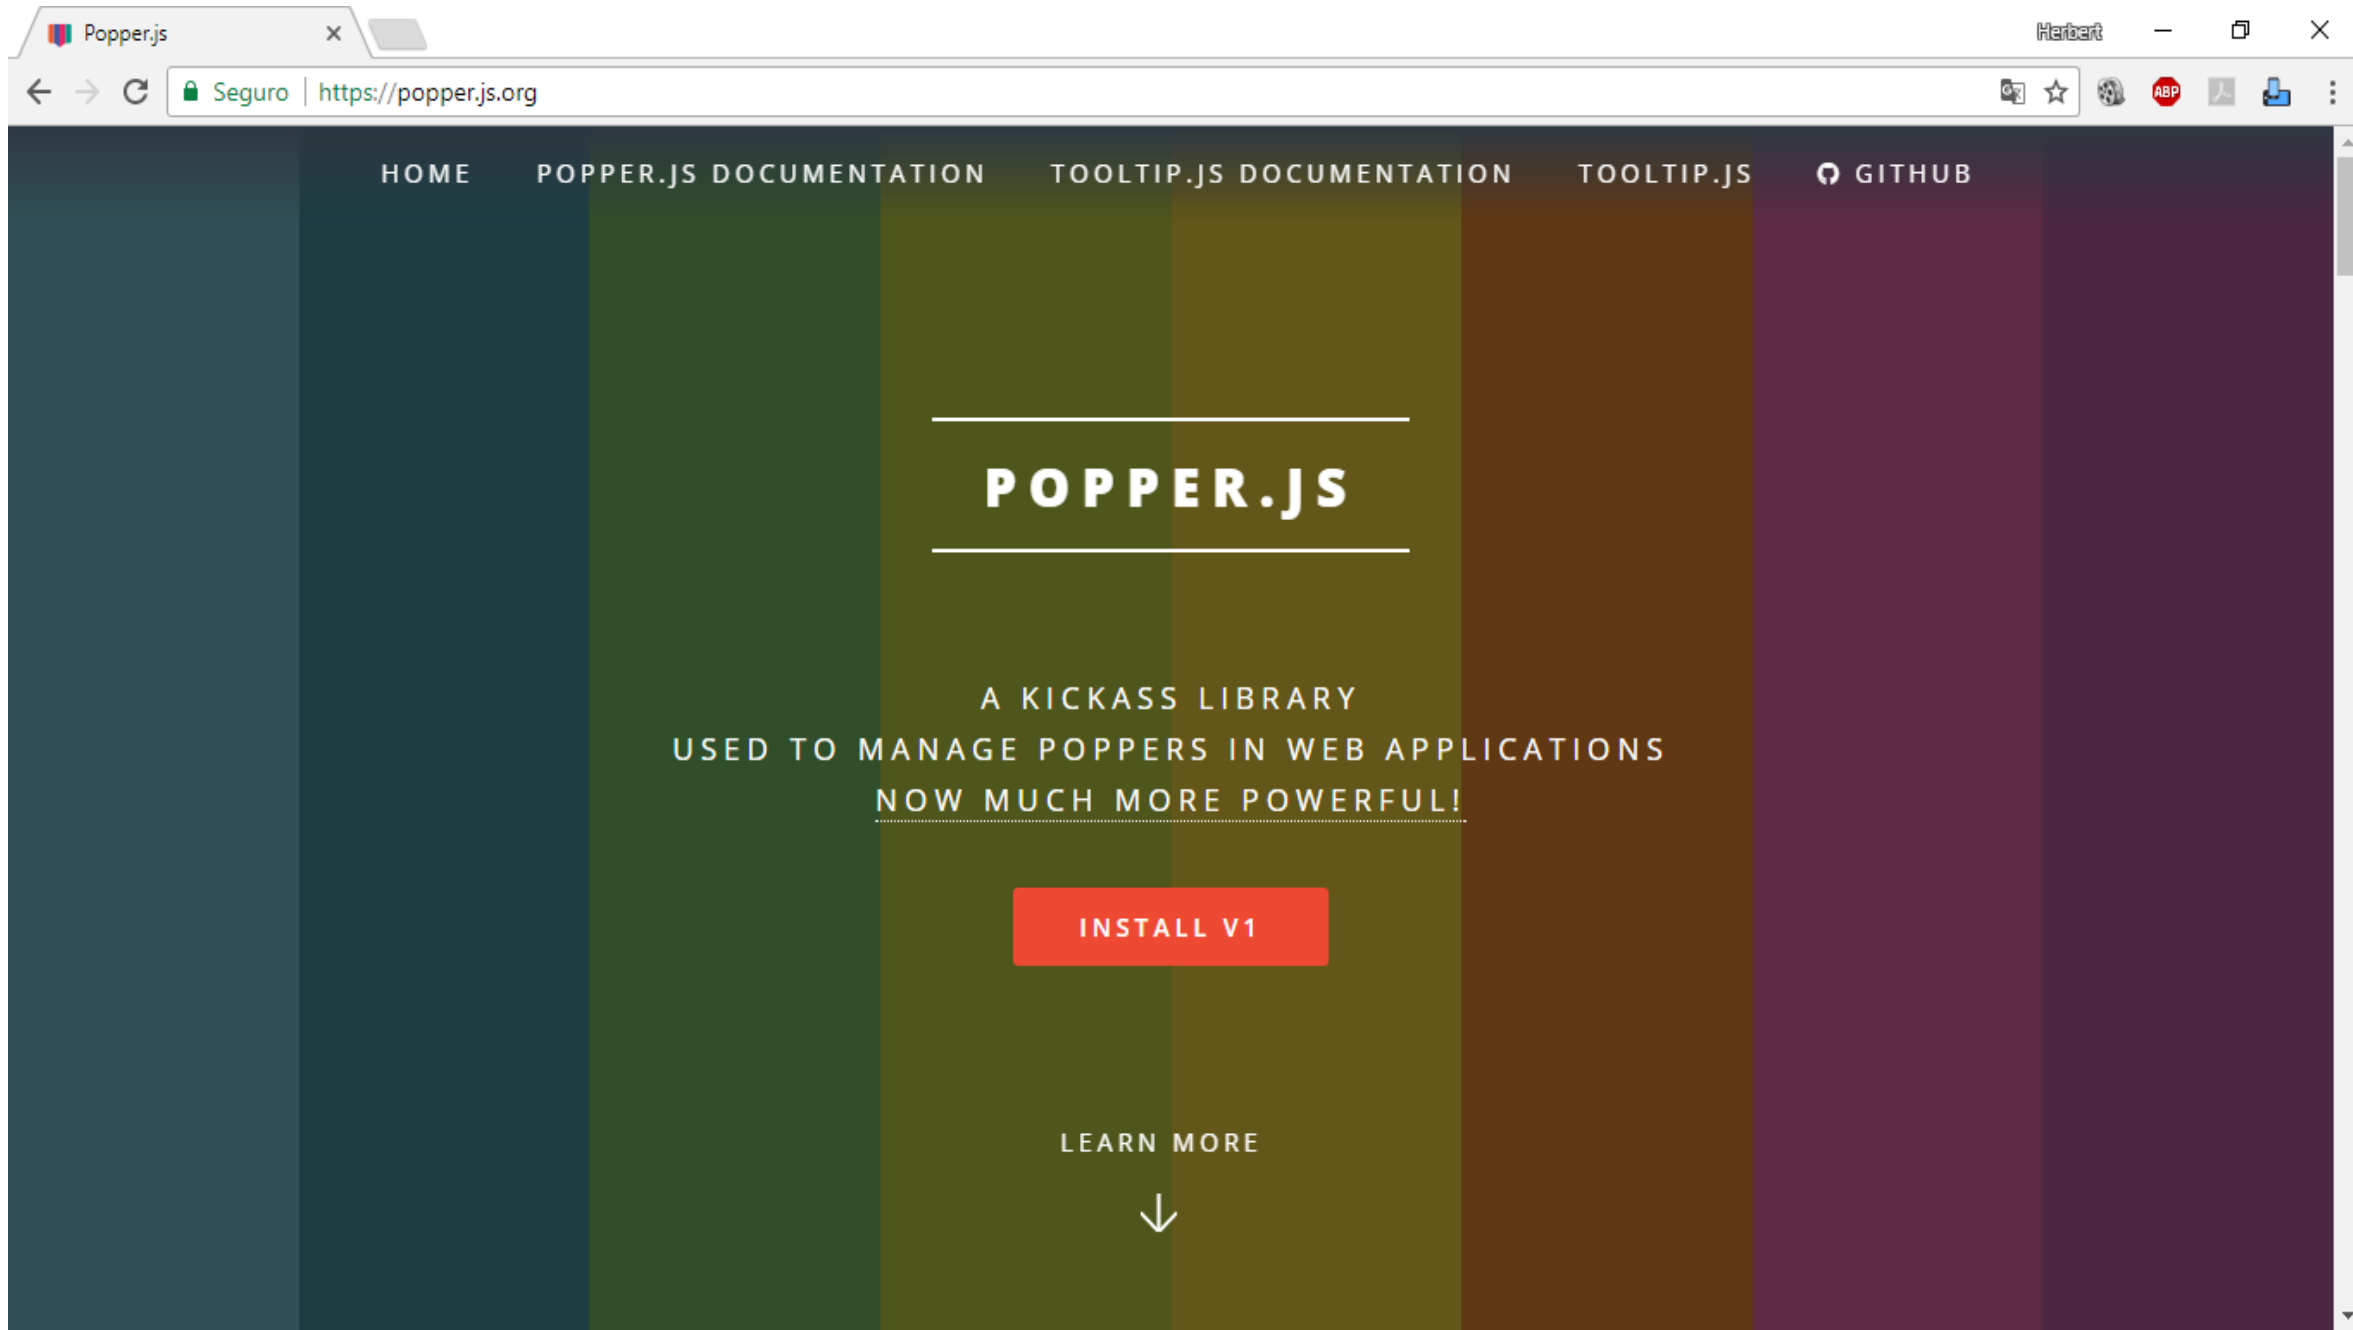 Popper.js
Herbert
Seguro https://popper.js.org
ABP
HOME POPPER.JS DOCUMENTATION TOOLTIP.JS DOCUMENTATION TOOLTIP.JS GITHUB
POPPER.JS
A KICKASS LIBRARY
USED TO MANAGE POPPERS IN WEB APPLICATIONS
NOW MUCH MORE POWERFUL!
INSTALL V1
LEARN MORE